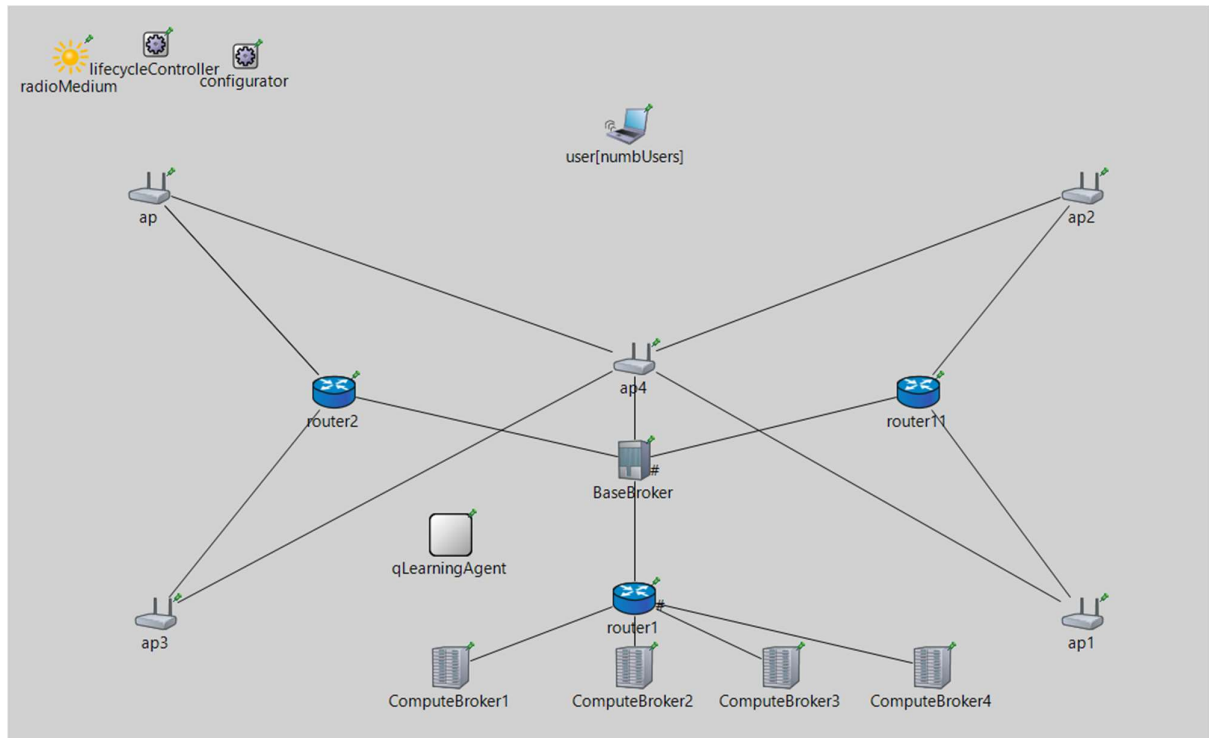 lifecycleController
configurator
radioMedium
user[numbUsers]
ap
ap2
ap4
router2
router11
#
BaseBroker
qLearningAgent
#
router1
ap3
ap1
ComputeBroker1
ComputeBroker2
ComputeBroker3
ComputeBroker4